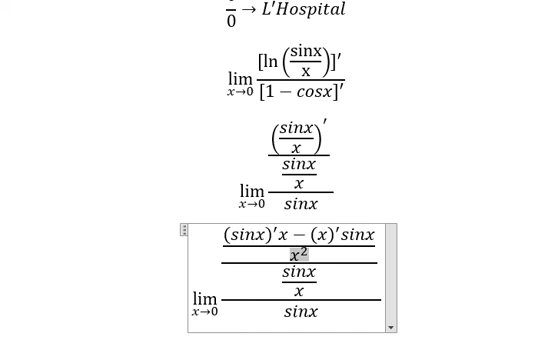 0/0 → L'Hospital
lim x→0 [ln(sinx/x)]' / [1 − cosx]'
lim x→0 ((sinx/x)' / (sinx/x)) / sinx
lim x→0 ((((sinx)'x − (x)'sinx) / x²) / (sinx/x)) / sinx